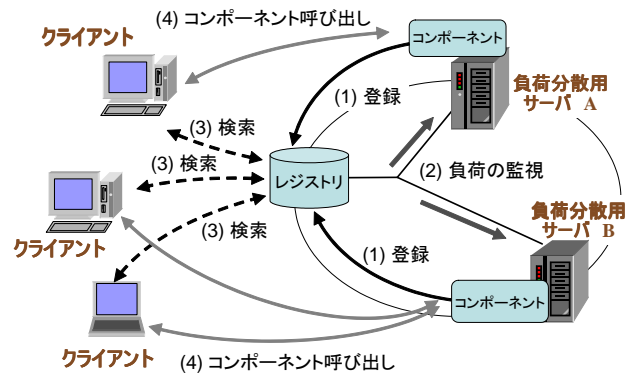 (4) コンポーネント呼び出し
コンポーネント
クライアント
負荷分散用
サーバ A
(1) 登録
(3) 検索
(3) 検索
レジストリ
(2) 負荷の監視
クライアント
(3) 検索
負荷分散用
サーバ B
(1) 登録
コンポーネント
クライアント
(4) コンポーネント呼び出し